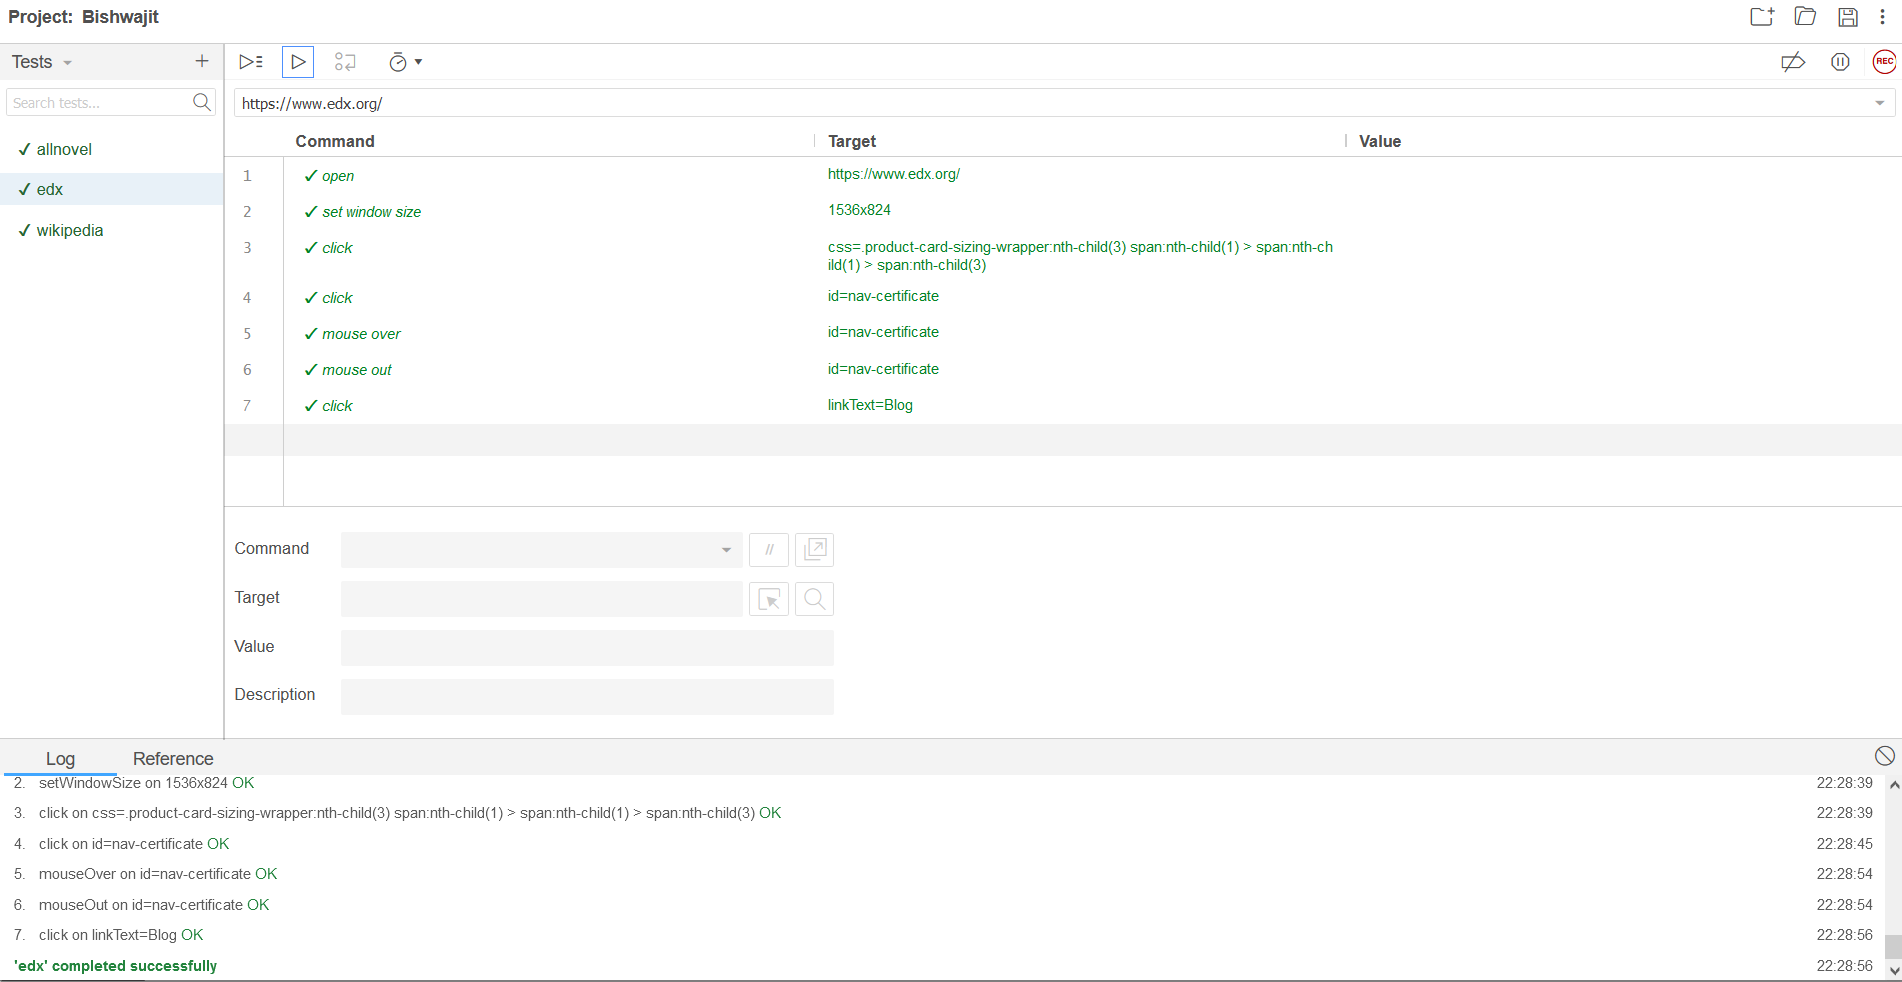 Project: Bishwajit
Tests
REC
Search tests...
https://www.edx.org/
Command Target Value
allnovel
edx
wikipedia
1 open https://www.edx.org/
2 set window size 1536x824
3 click css=.product-card-sizing-wrapper:nth-child(3) span:nth-child(1) > span:nth-ch
ild(1) > span:nth-child(3)
4 click id=nav-certificate
5 mouse over id=nav-certificate
6 mouse out id=nav-certificate
7 click linkText=Blog
Command //
Target
Value
Description
Log Reference
2. setWindowSize on 1536x824 OK 22:28:39
3. click on css=.product-card-sizing-wrapper:nth-child(3) span:nth-child(1) > span:nth-child(1) > span:nth-child(3) OK 22:28:39
4. click on id=nav-certificate OK 22:28:45
5. mouseOver on id=nav-certificate OK 22:28:54
6. mouseOut on id=nav-certificate OK 22:28:54
7. click on linkText=Blog OK 22:28:56
'edx' completed successfully 22:28:56